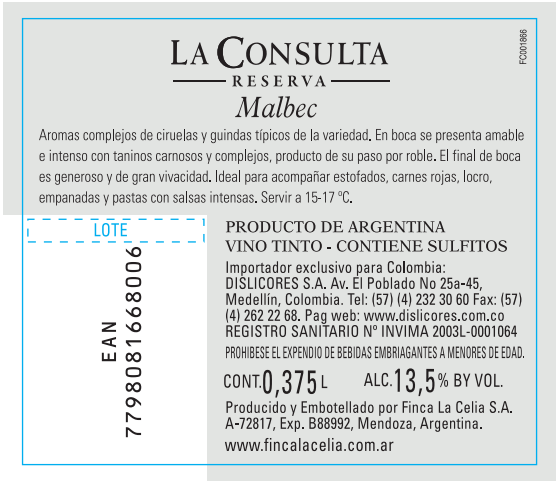 FC001866
LA CONSULTA
RESERVA
Malbec
Aromas complejos de ciruelas y guindas típicos de la variedad. En boca se presenta amable
e intenso con taninos carnosos y complejos, producto de su paso por roble. El final de boca
es generoso y de gran vivacidad. Ideal para acompañar estofados, carnes rojas, locro,
empanadas y pastas con salsas intensas. Servir a 15-17 ºC.
LOTE
EAN
7798081668006
PRODUCTO DE ARGENTINA
VINO TINTO - CONTIENE SULFITOS
Importador exclusivo para Colombia:
DISLICORES S.A. Av. El Poblado No 25a-45,
Medellín, Colombia. Tel: (57) (4) 232 30 60 Fax: (57)
(4) 262 22 68. Pag web: www.dislicores.com.co
REGISTRO SANITARIO Nº INVIMA 2003L-0001064
PROHIBESE EL EXPENDIO DE BEBIDAS EMBRIAGANTES A MENORES DE EDAD.
CONT.0,375 L ALC.13,5% BY VOL.
Producido y Embotellado por Finca La Celia S.A.
A-72817, Exp. B88992, Mendoza, Argentina.
www.fincalacelia.com.ar